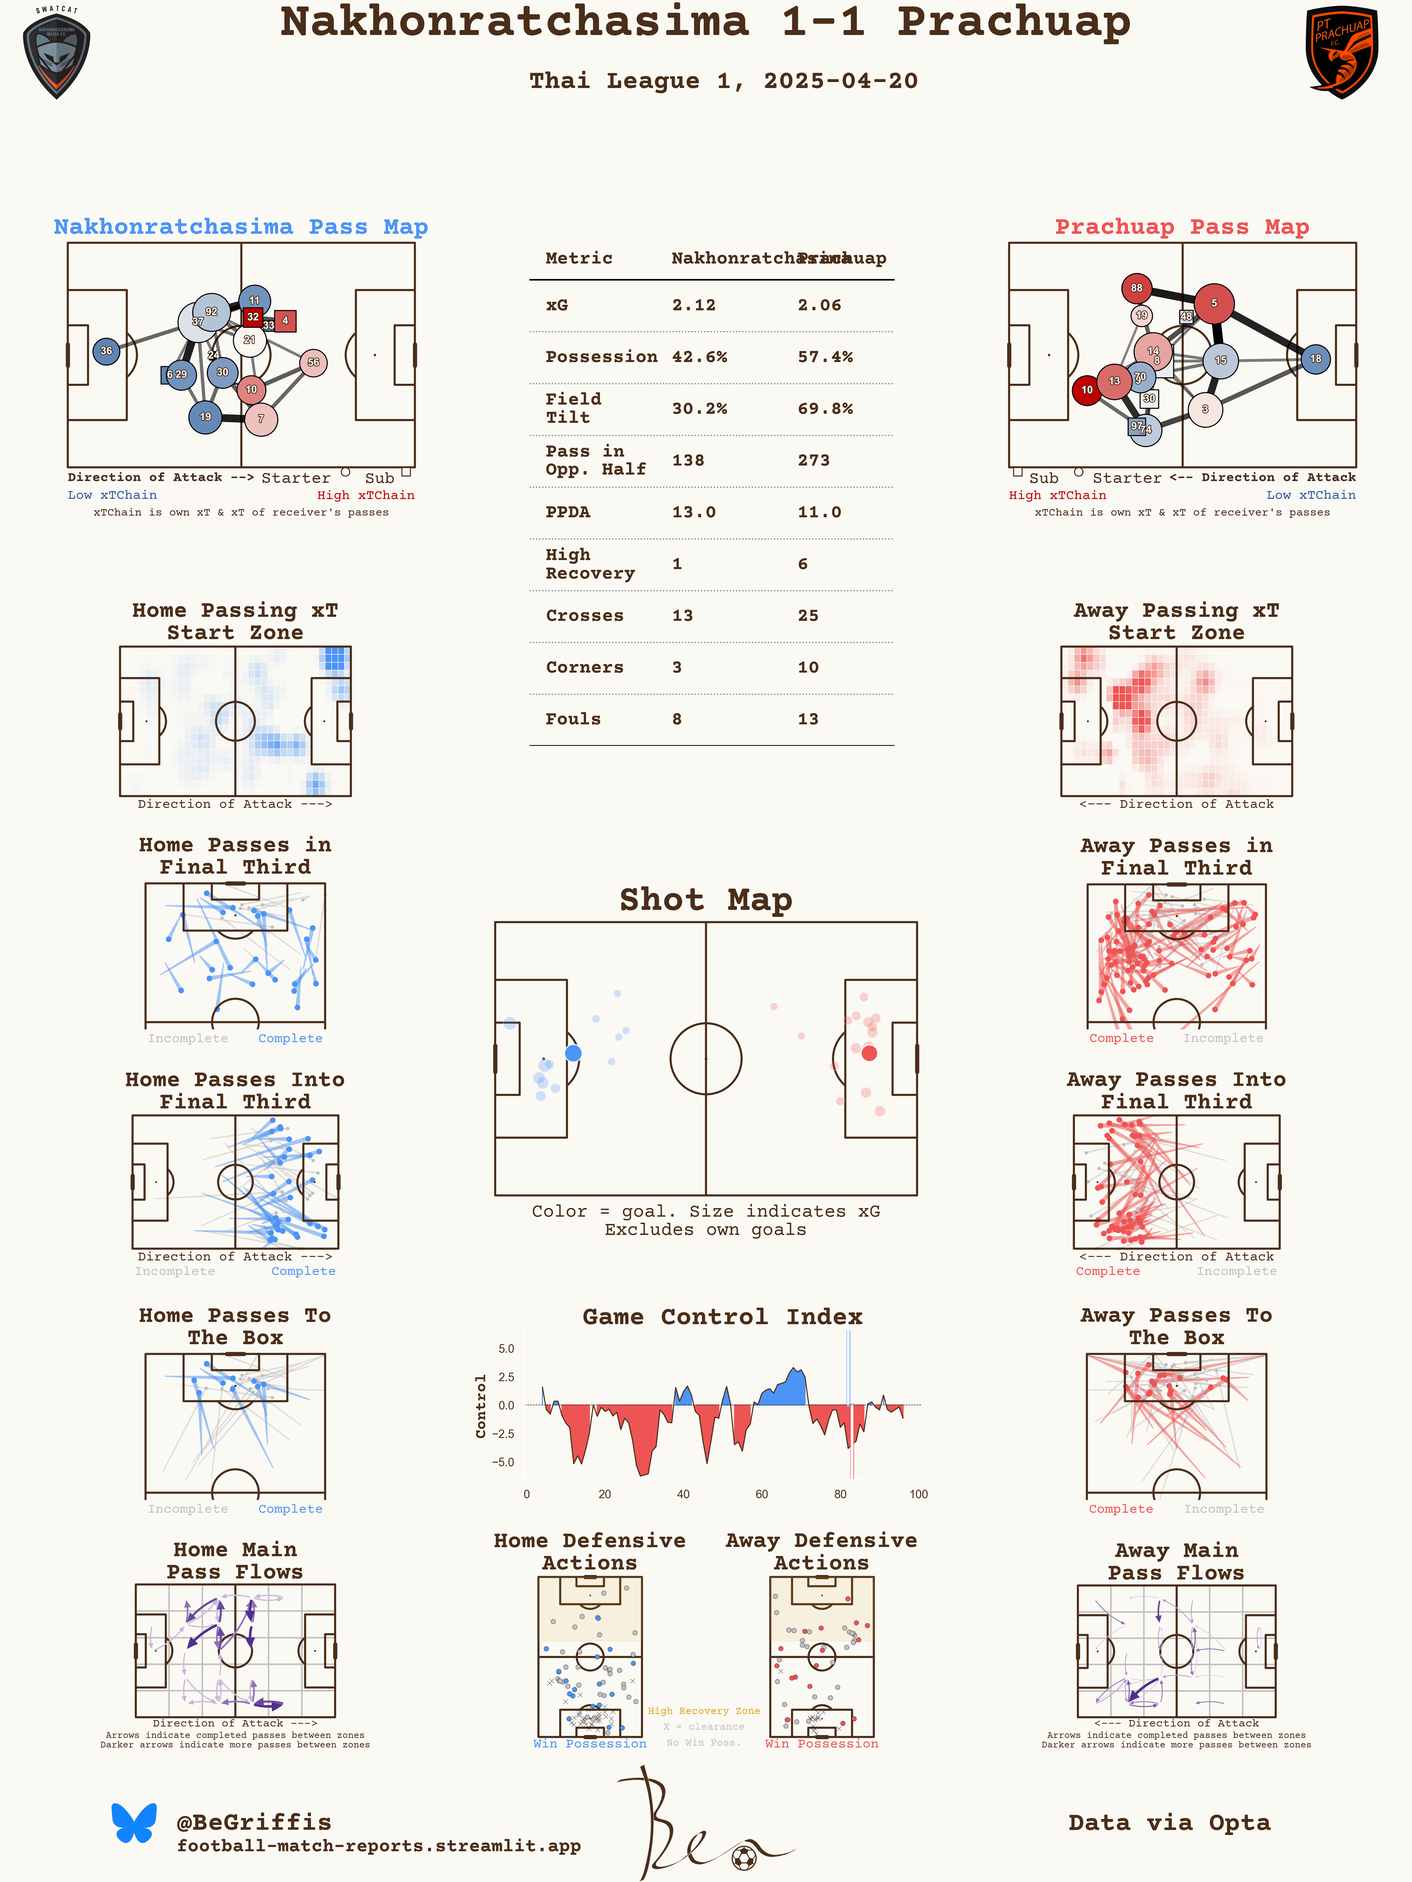 Nakhonratchasima 1-1 Prachuap
Thai League 1, 2025-04-20
SWATCAT
NAKHONRATCHASIMA
MAZDA F.C.
PT
PRACHUAP
F.C.
Nakhonratchasima Pass Map
36
37
92
11
32
33
4
21
24
6
29
30
10
56
19
7
Direction of Attack --> Starter Sub
Low xTChain High xTChain
xTChain is own xT & xT of receiver's passes
Metric Nakhonratchasima Prachuap
xG 2.12 2.06
Possession 42.6% 57.4%
Field
Tilt 30.2% 69.8%
Pass in
Opp. Half 138 273
PPDA 13.0 11.0
High
Recovery 1 6
Crosses 13 25
Corners 3 10
Fouls 8 13
Prachuap Pass Map
88
19
48
5
14
8
15
18
70
9
13
10
30
3
97
74
Sub Starter <-- Direction of Attack
High xTChain Low xTChain
xTChain is own xT & xT of receiver's passes
Home Passing xT
Start Zone
Direction of Attack --->
Away Passing xT
Start Zone
<--- Direction of Attack
Home Passes in
Final Third
Incomplete Complete
Away Passes in
Final Third
Complete Incomplete
Shot Map
Color = goal. Size indicates xG
Excludes own goals
Home Passes Into
Final Third
Direction of Attack --->
Incomplete Complete
Away Passes Into
Final Third
<--- Direction of Attack
Complete Incomplete
Home Passes To
The Box
Incomplete Complete
Game Control Index
Control
5.0
2.5
0.0
−2.5
−5.0
0 20 40 60 80 100
Away Passes To
The Box
Complete Incomplete
Home Main
Pass Flows
Direction of Attack --->
Arrows indicate completed passes between zones
Darker arrows indicate more passes between zones
Home Defensive
Actions
Win Possession
High Recovery Zone
X = clearance
No Win Poss.
Away Defensive
Actions
Win Possession
Away Main
Pass Flows
<--- Direction of Attack
Arrows indicate completed passes between zones
Darker arrows indicate more passes between zones
@BeGriffis
football-match-reports.streamlit.app
Ben
Data via Opta